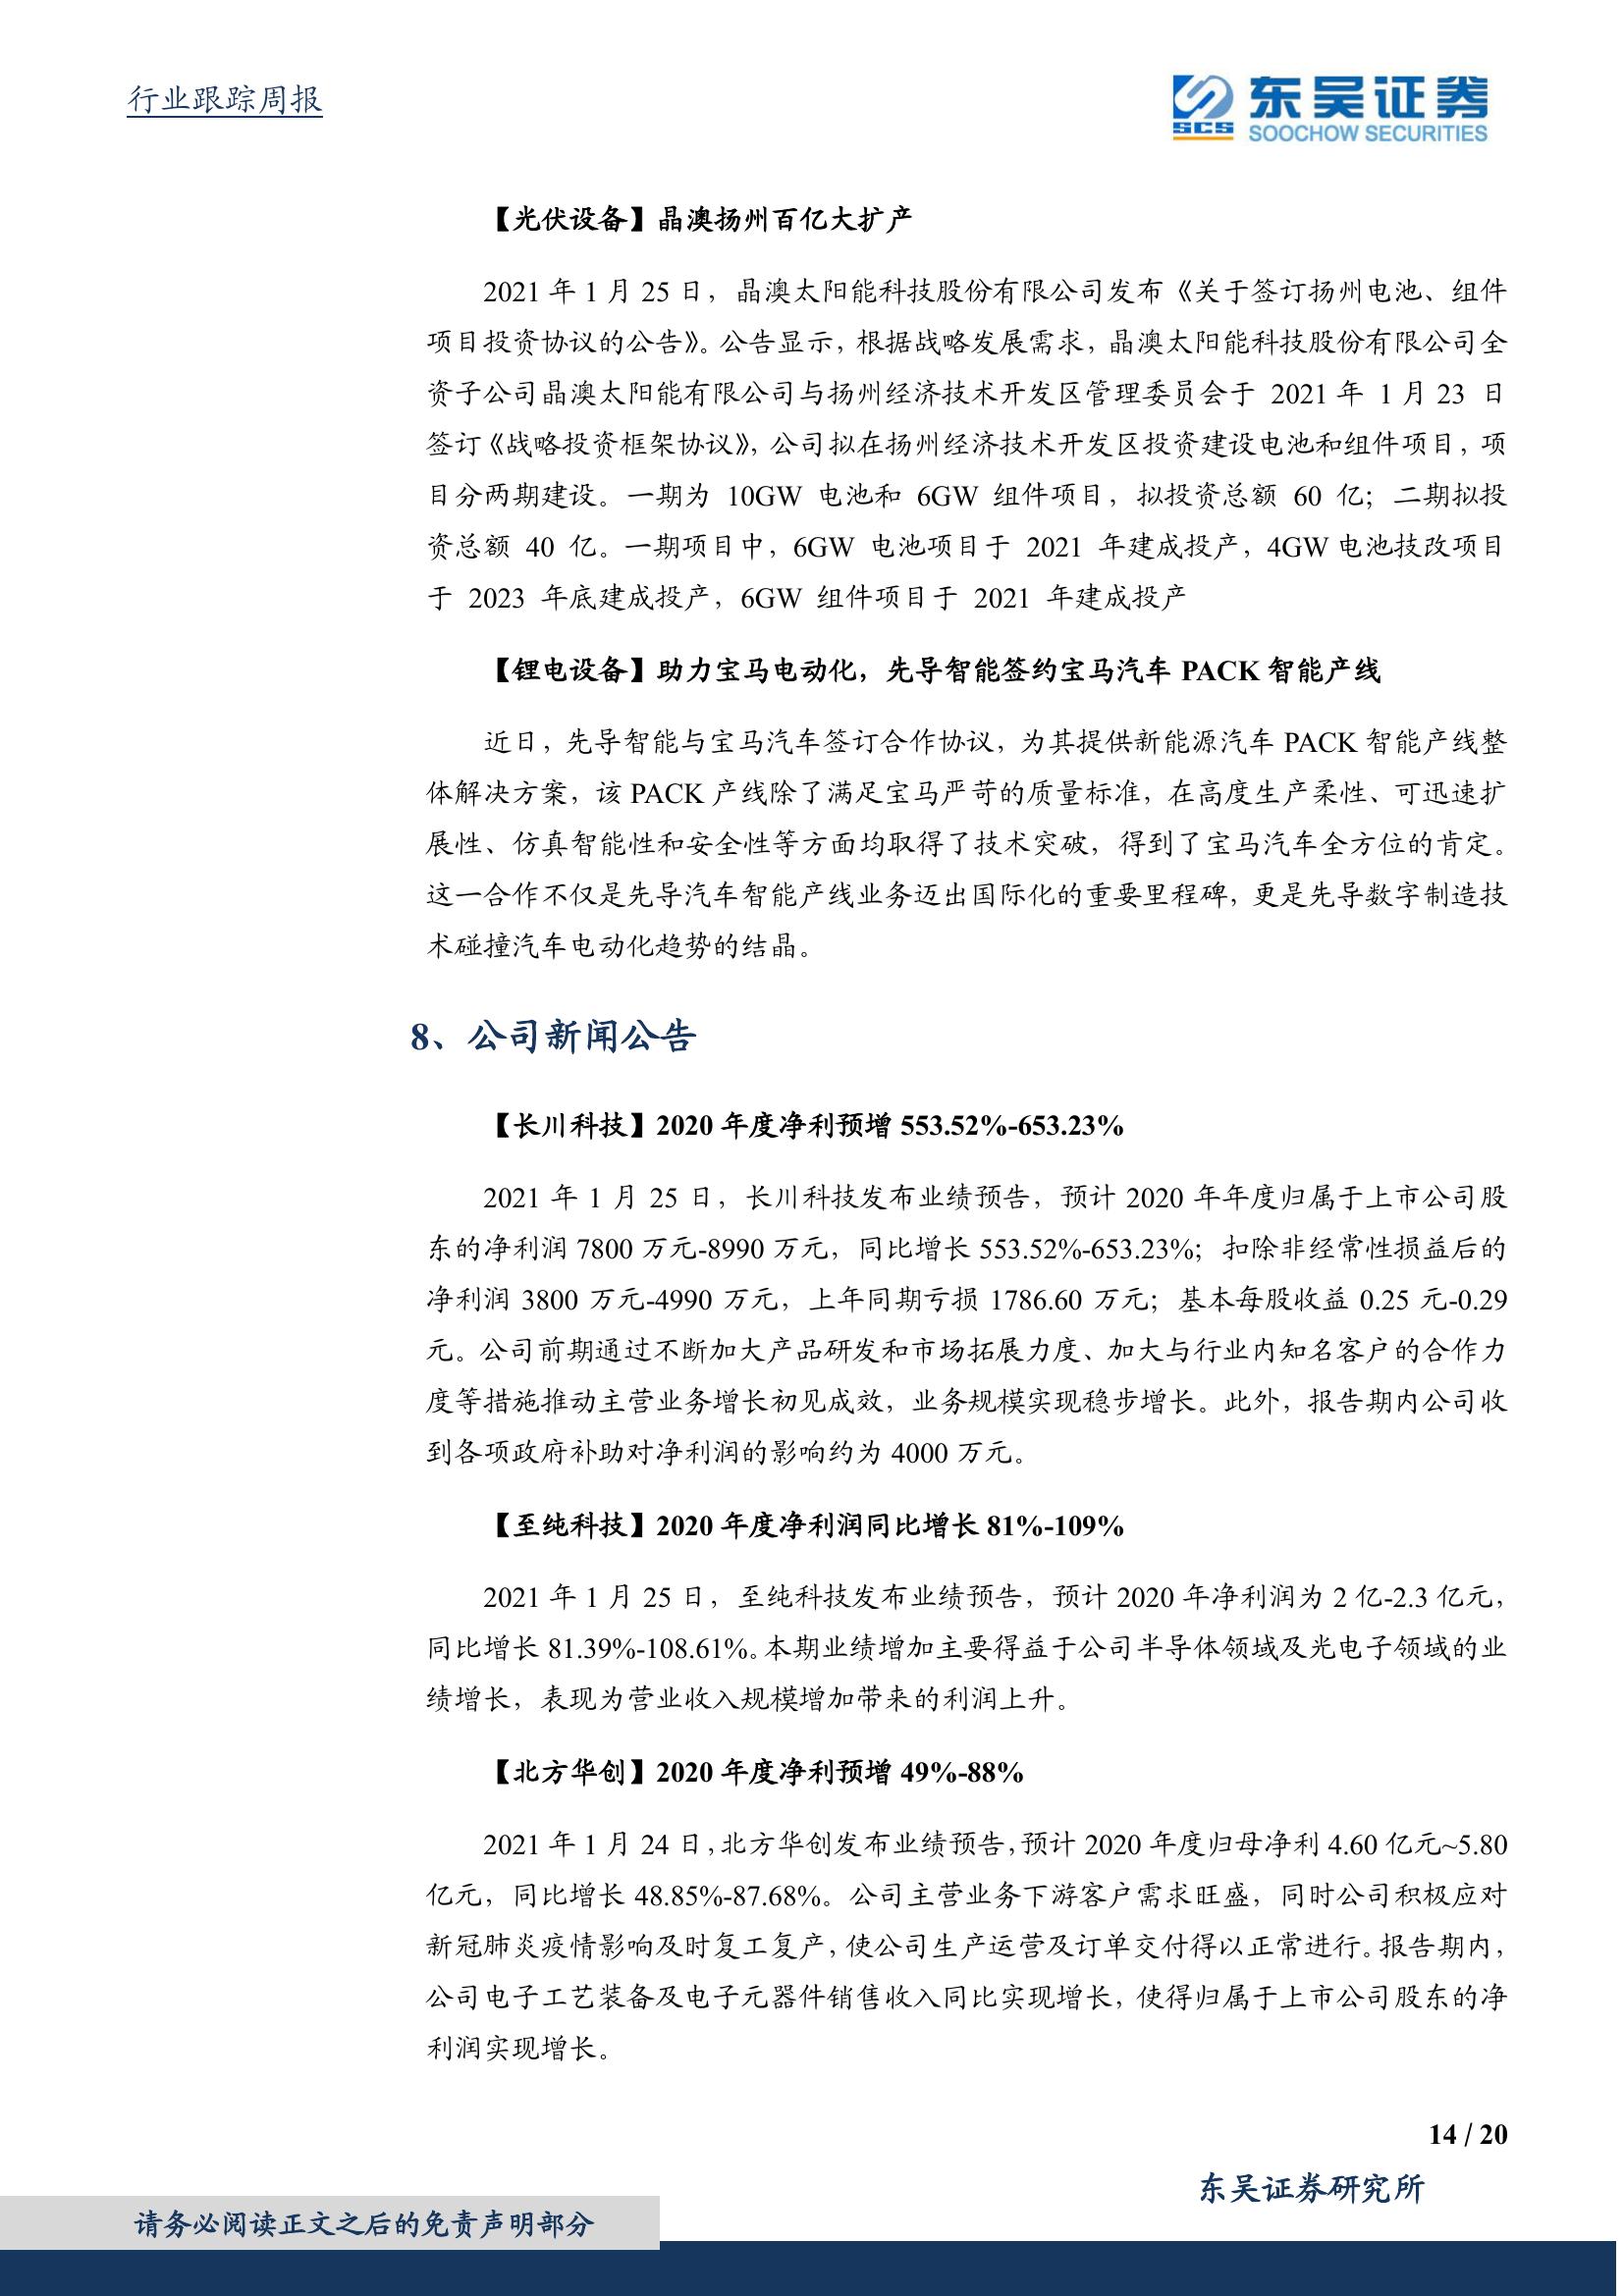 行业跟踪周报
SCS 东吴证券
SOOCHOW SECURITIES
【光伏设备】晶澳扬州百亿大扩产
2021 年 1 月 25 日，晶澳太阳能科技股份有限公司发布《关于签订扬州电池、组件
项目投资协议的公告》。公告显示，根据战略发展需求，晶澳太阳能科技股份有限公司全
资子公司晶澳太阳能有限公司与扬州经济技术开发区管理委员会于 2021 年 1 月 23 日
签订《战略投资框架协议》，公司拟在扬州经济技术开发区投资建设电池和组件项目，项
目分两期建设。一期为 10GW 电池和 6GW 组件项目，拟投资总额 60 亿；二期拟投
资总额 40 亿。一期项目中，6GW 电池项目于 2021 年建成投产，4GW 电池技改项目
于 2023 年底建成投产，6GW 组件项目于 2021 年建成投产
【锂电设备】助力宝马电动化，先导智能签约宝马汽车 PACK 智能产线
近日，先导智能与宝马汽车签订合作协议，为其提供新能源汽车 PACK 智能产线整
体解决方案，该 PACK 产线除了满足宝马严苛的质量标准，在高度生产柔性、可迅速扩
展性、仿真智能性和安全性等方面均取得了技术突破，得到了宝马汽车全方位的肯定。
这一合作不仅是先导汽车智能产线业务迈出国际化的重要里程碑，更是先导数字制造技
术碰撞汽车电动化趋势的结晶。
8、公司新闻公告
【长川科技】2020 年度净利预增 553.52%-653.23%
2021 年 1 月 25 日，长川科技发布业绩预告，预计 2020 年年度归属于上市公司股
东的净利润 7800 万元-8990 万元，同比增长 553.52%-653.23%；扣除非经常性损益后的
净利润 3800 万元-4990 万元，上年同期亏损 1786.60 万元；基本每股收益 0.25 元-0.29
元。公司前期通过不断加大产品研发和市场拓展力度、加大与行业内知名客户的合作力
度等措施推动主营业务增长初见成效，业务规模实现稳步增长。此外，报告期内公司收
到各项政府补助对净利润的影响约为 4000 万元。
【至纯科技】2020 年度净利润同比增长 81%-109%
2021 年 1 月 25 日，至纯科技发布业绩预告，预计 2020 年净利润为 2 亿-2.3 亿元，
同比增长 81.39%-108.61%。本期业绩增加主要得益于公司半导体领域及光电子领域的业
绩增长，表现为营业收入规模增加带来的利润上升。
【北方华创】2020 年度净利预增 49%-88%
2021 年 1 月 24 日，北方华创发布业绩预告，预计 2020 年度归母净利 4.60 亿元~5.80
亿元，同比增长 48.85%-87.68%。公司主营业务下游客户需求旺盛，同时公司积极应对
新冠肺炎疫情影响及时复工复产，使公司生产运营及订单交付得以正常进行。报告期内，
公司电子工艺装备及电子元器件销售收入同比实现增长，使得归属于上市公司股东的净
利润实现增长。
14 / 20
东吴证券研究所
请务必阅读正文之后的免责声明部分